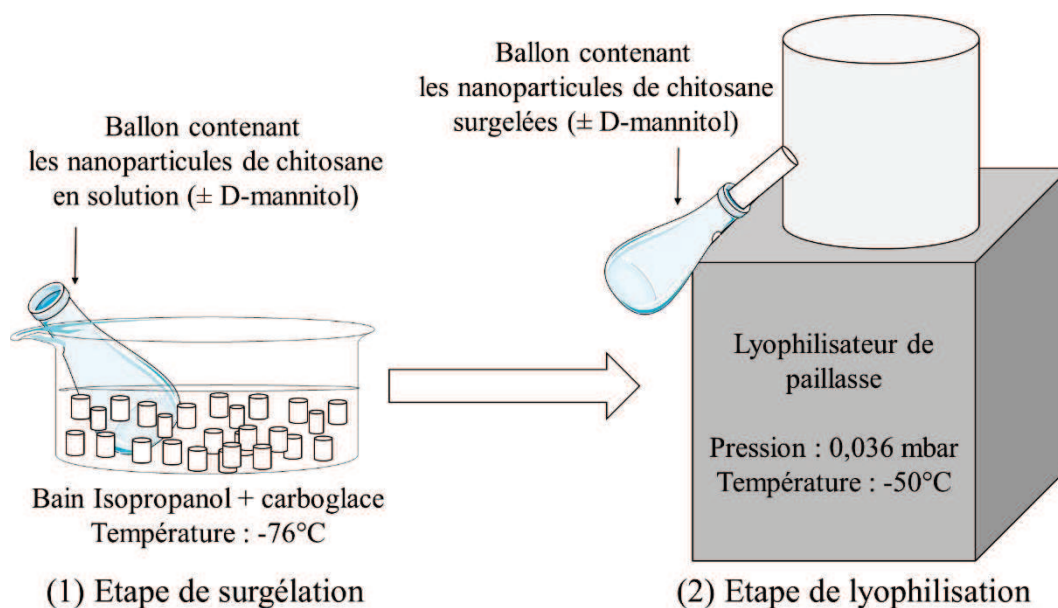 Ballon contenant
les nanoparticules de chitosane
en solution (± D-mannitol)
Bain Isopropanol + carboglace
Température : -76°C
(1) Etape de surgélation
Ballon contenant
les nanoparticules de chitosane
surgelées (± D-mannitol)
Lyophilisateur de
paillasse
Pression : 0,036 mbar
Température : -50°C
(2) Etape de lyophilisation